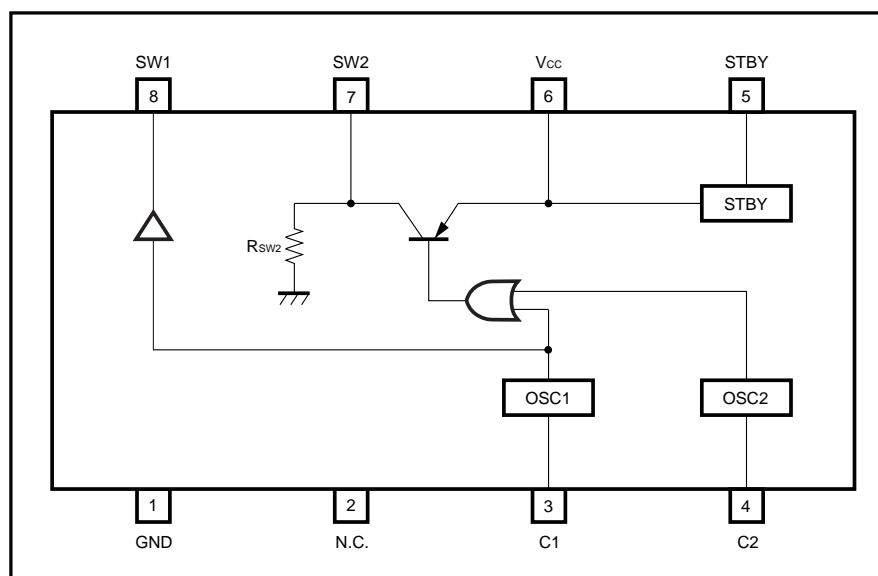 SW1 SW2 VCC STBY
8 7 6 5
STBY
RSW2
OSC1 OSC2
1 2 3 4
GND N.C. C1 C2